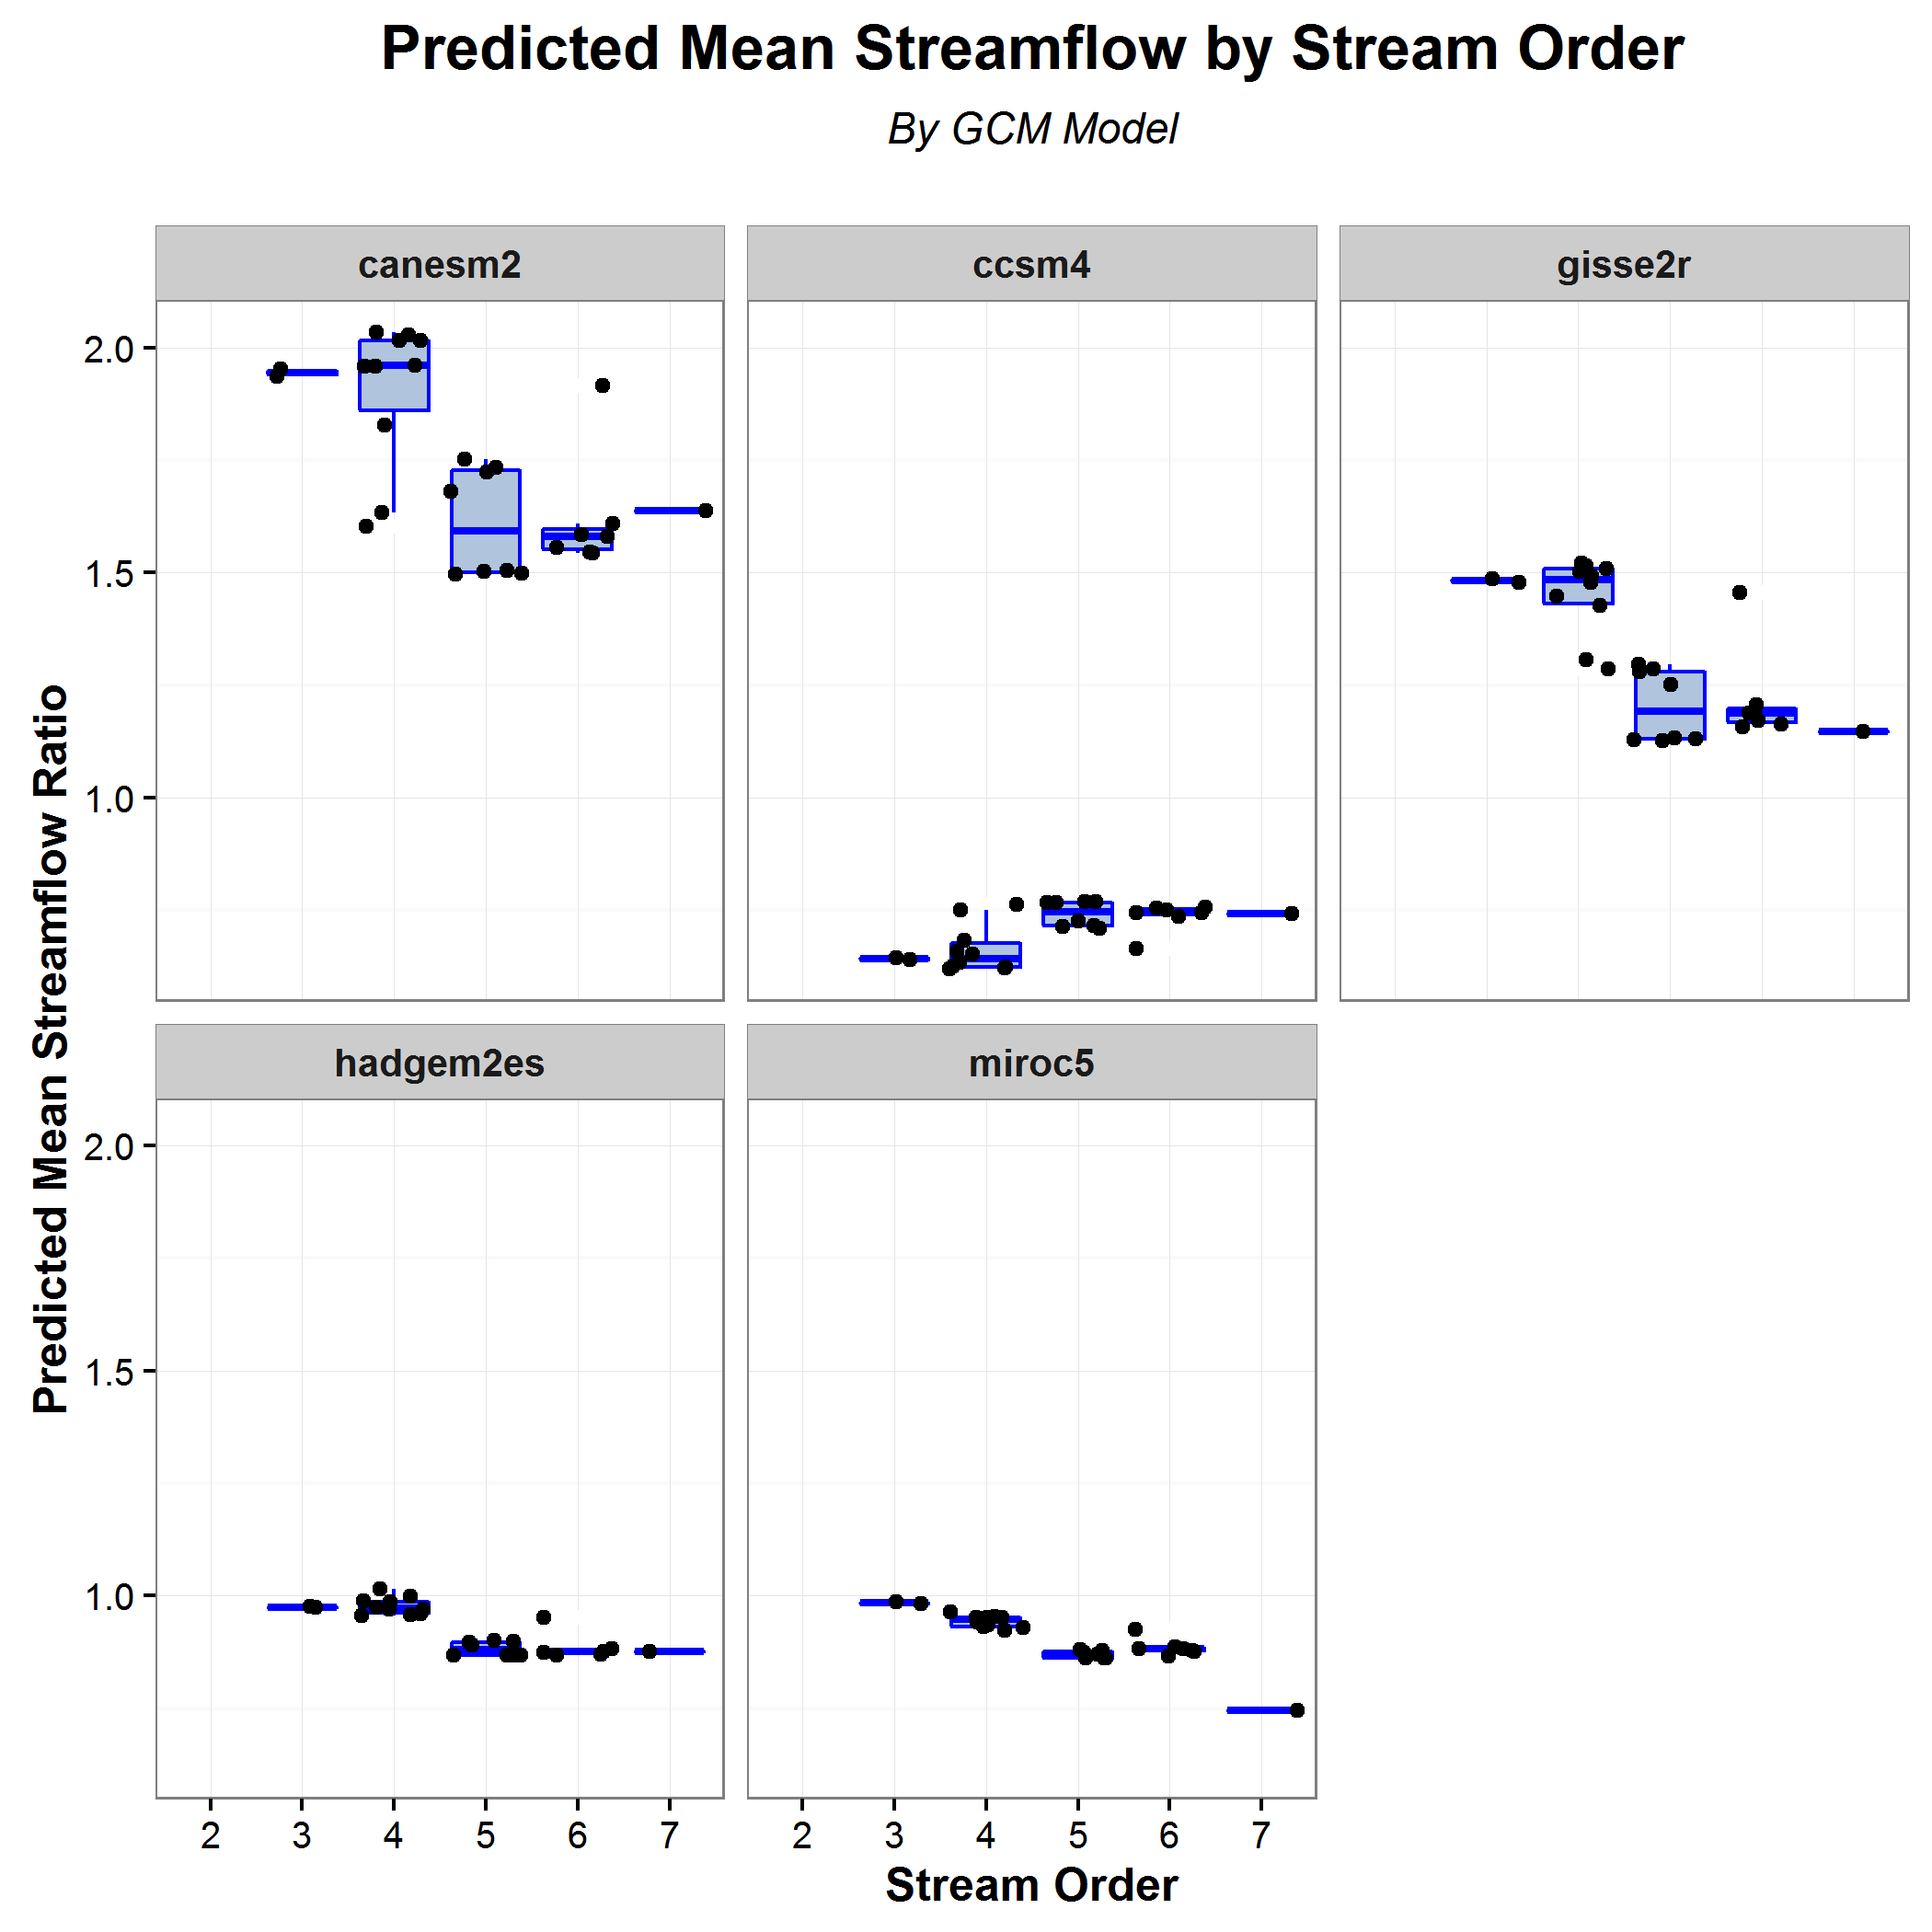 Predicted Mean Streamflow by Stream Order
By GCM Model
canesm2
ccsm4
gisse2r
2.0
1.5
1.0
Predicted Mean Streamflow Ratio
hadgem2es
miroc5
2.0
1.5
1.0
2 3 4 5 6 7
2 3 4 5 6 7
Stream Order